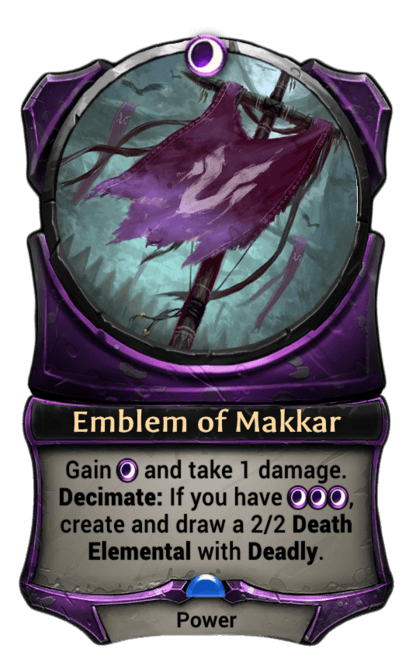 Emblem of Makkar
Gain and take 1 damage.
Decimate: If you have ,
create and draw a 2/2 Death
Elemental with Deadly.
Power